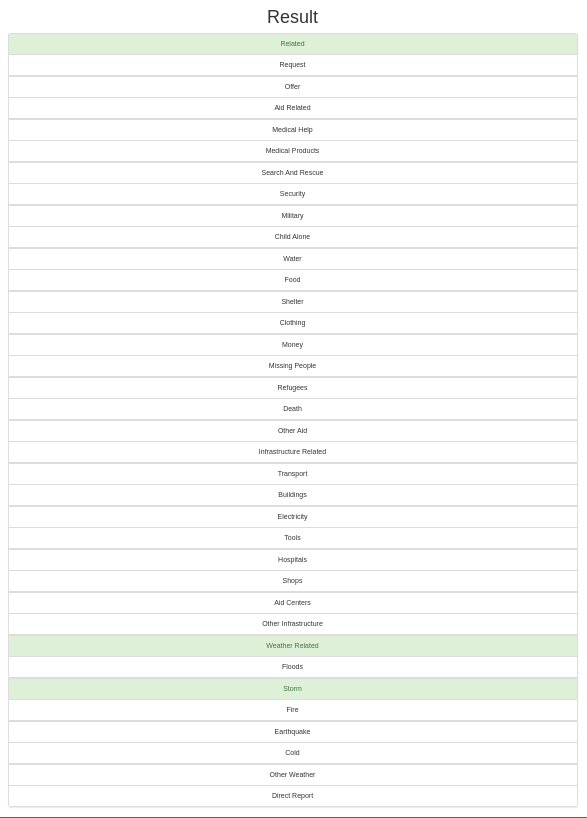 Result
Related
Request
Offer
Aid Related
Medical Help
Medical Products
Search And Rescue
Security
Military
Child Alone
Water
Food
Shelter
Clothing
Money
Missing People
Refugees
Death
Other Aid
Infrastructure Related
Transport
Buildings
Electricity
Tools
Hospitals
Shops
Aid Centers
Other Infrastructure
Weather Related
Floods
Storm
Fire
Earthquake
Cold
Other Weather
Direct Report